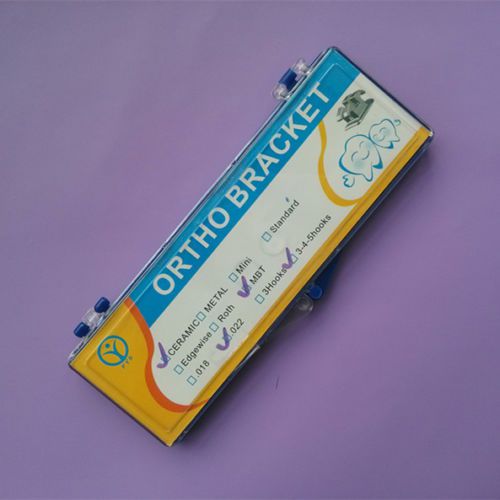 ORTHO BRACKET
CERAMIC METAL Mini Standard
Edgewise Roth MBT
.018 .022 3Hooks 3-4-5hooks